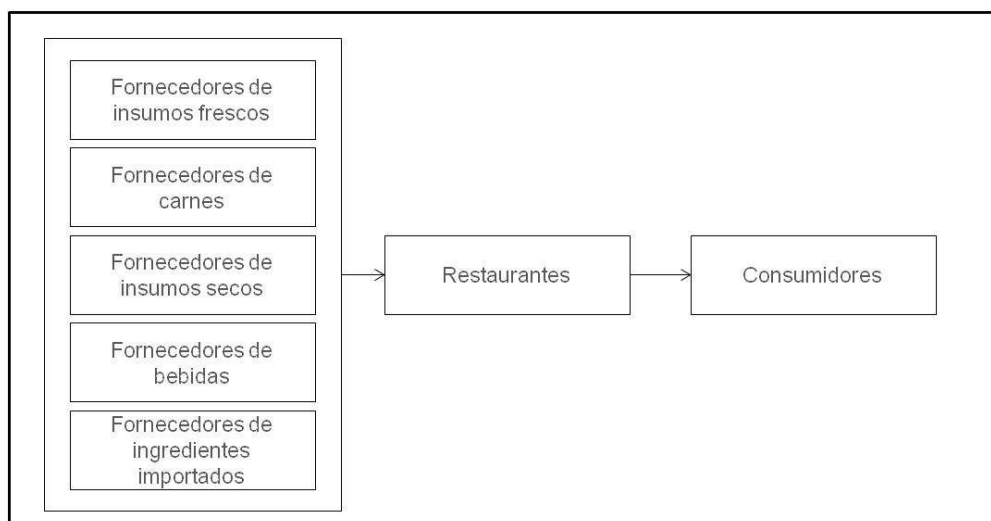 Fornecedores de
insumos frescos
Fornecedores de
carnes
Fornecedores de
insumos secos
Fornecedores de
bebidas
Fornecedores de
ingredientes
importados
Restaurantes
Consumidores